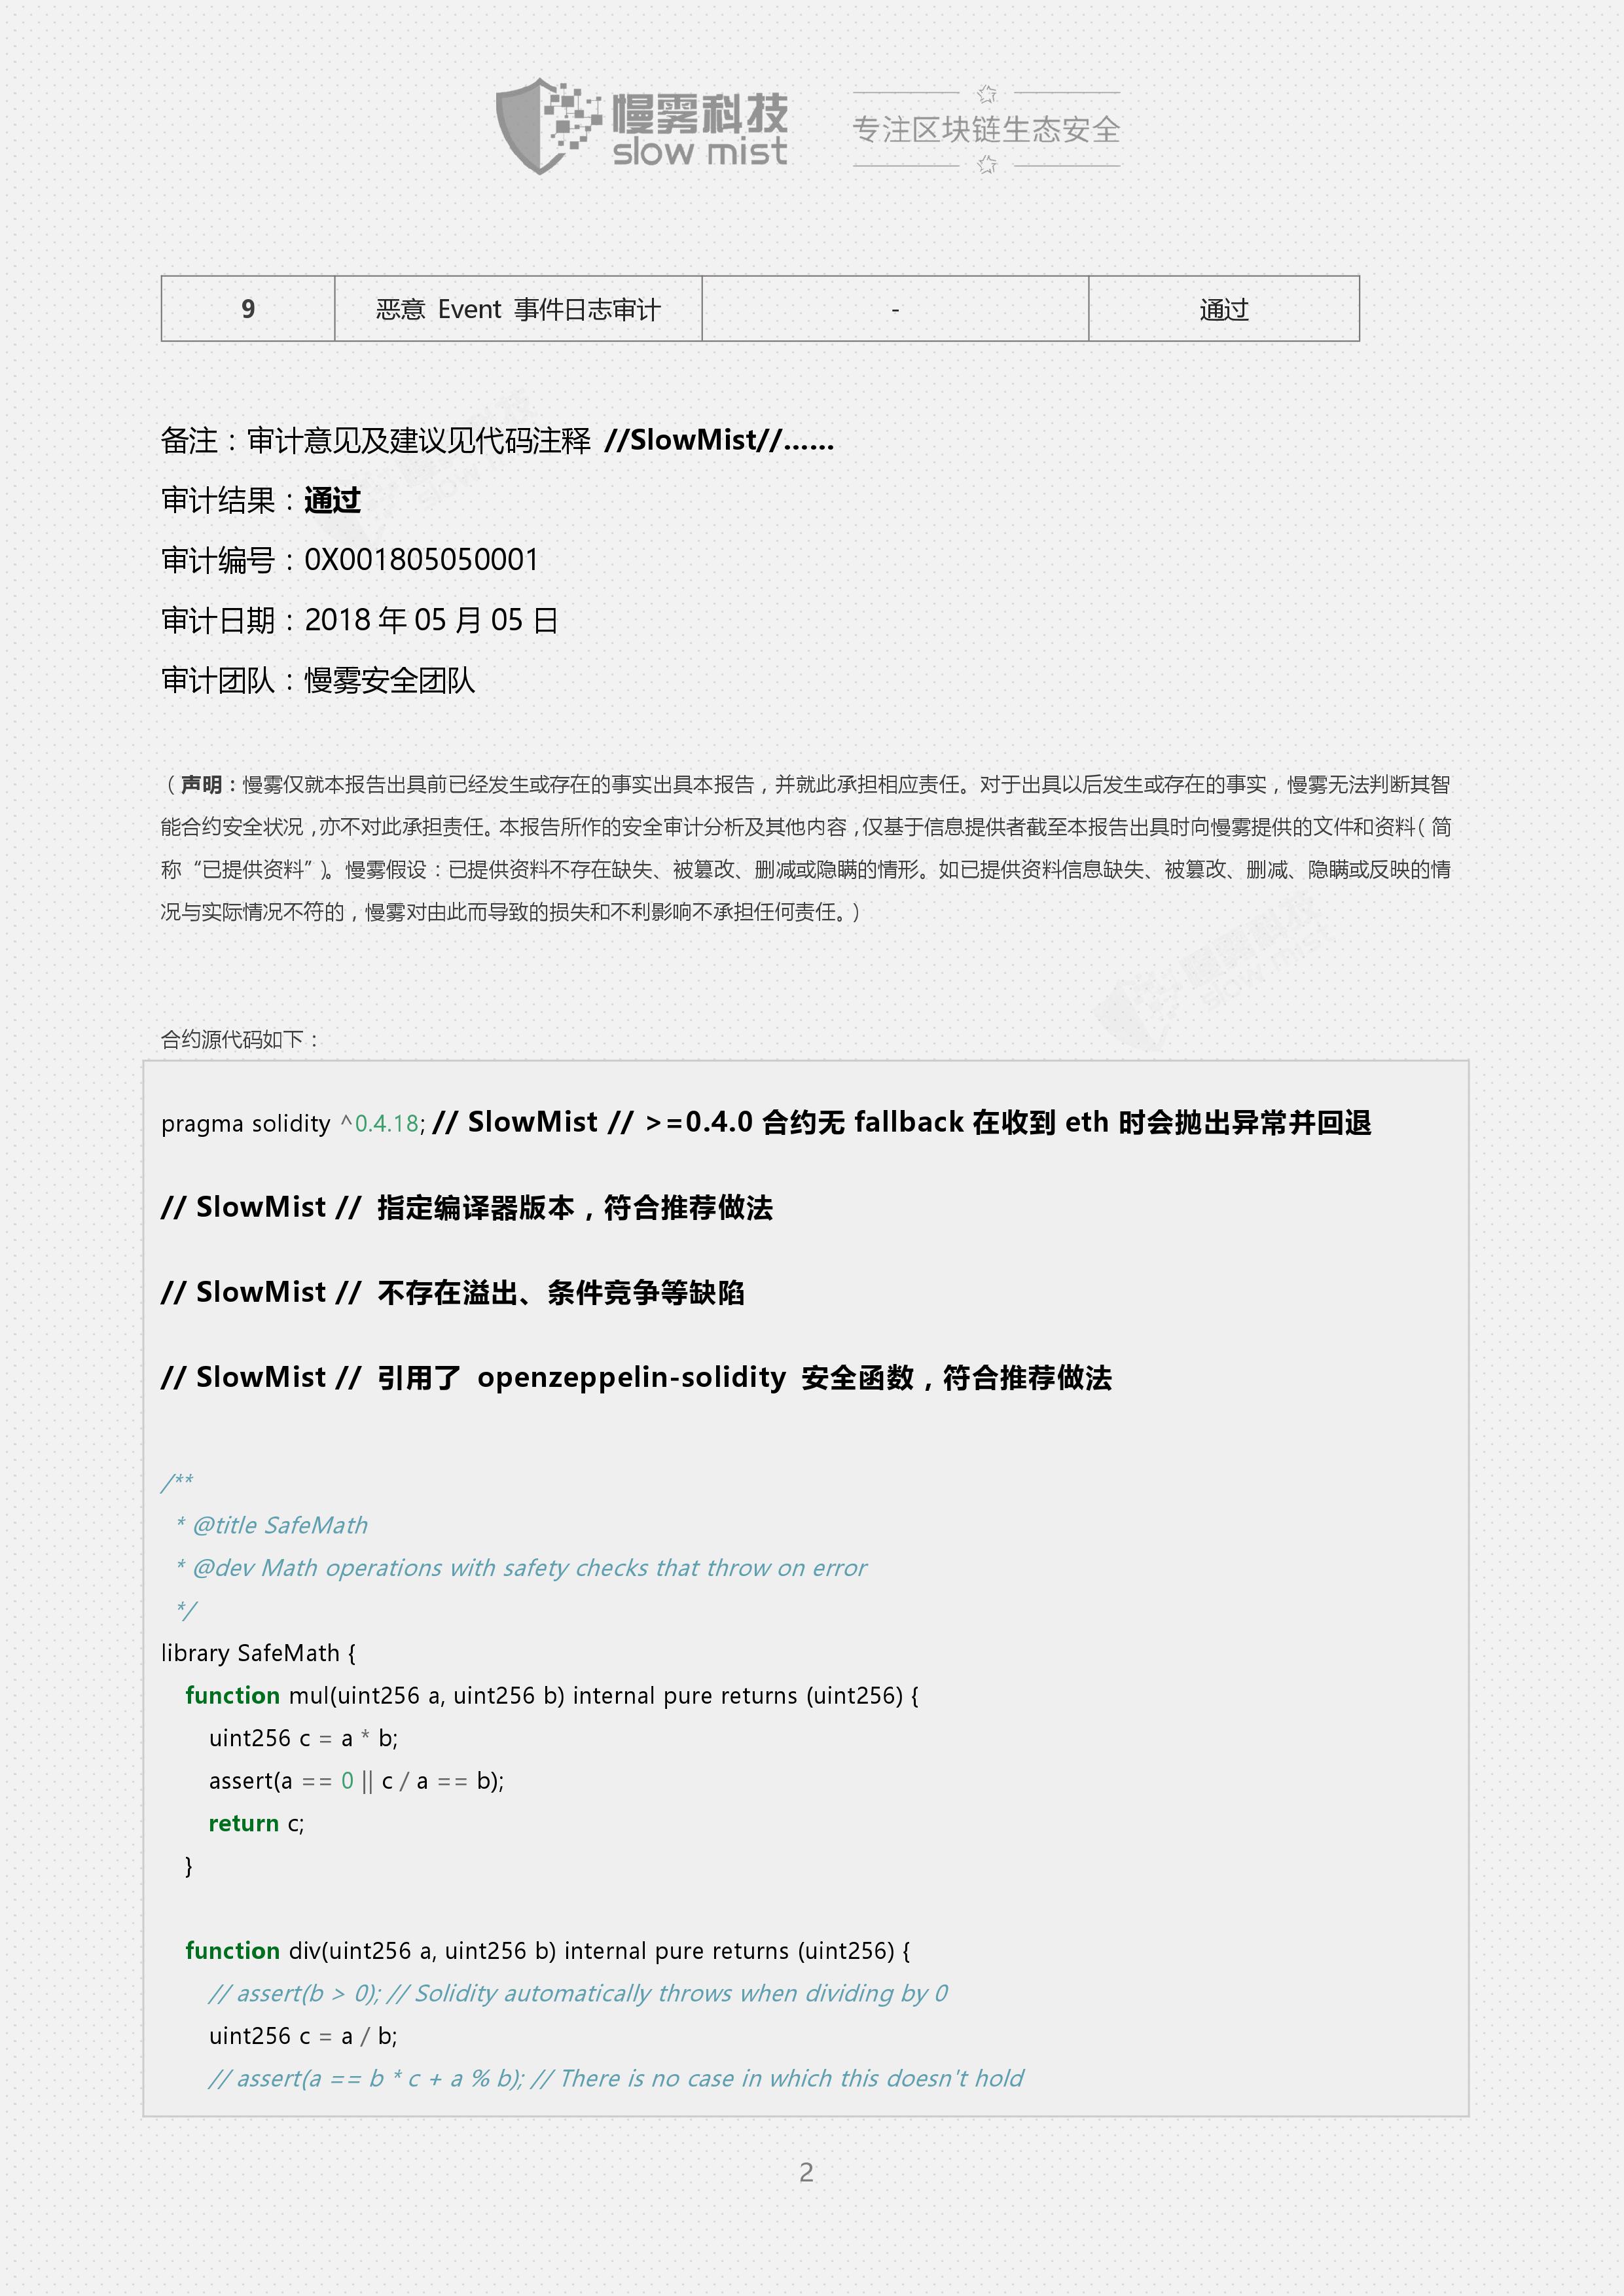 慢雾科技
slow mist
专注区块链生态安全
9 恶意 Event 事件日志审计 - 通过
备注：审计意见及建议见代码注释 //SlowMist//......
审计结果：通过
审计编号：0X001805050001
审计日期：2018 年 05 月 05 日
审计团队：慢雾安全团队
（声明：慢雾仅就本报告出具前已经发生或存在的事实出具本报告，并就此承担相应责任。对于出具以后发生或存在的事实，慢雾无法判断其智
能合约安全状况，亦不对此承担责任。本报告所作的安全审计分析及其他内容，仅基于信息提供者截至本报告出具时向慢雾提供的文件和资料（简
称“已提供资料”）。慢雾假设：已提供资料不存在缺失、被篡改、删减或隐瞒的情形。如已提供资料信息缺失、被篡改、删减、隐瞒或反映的情
况与实际情况不符的，慢雾对由此而导致的损失和不利影响不承担任何责任。）
合约源代码如下：
pragma solidity ^0.4.18; // SlowMist // >=0.4.0 合约无 fallback 在收到 eth 时会抛出异常并回退
// SlowMist // 指定编译器版本，符合推荐做法
// SlowMist // 不存在溢出、条件竞争等缺陷
// SlowMist // 引用了 openzeppelin-solidity 安全函数，符合推荐做法
/**
* @title SafeMath
* @dev Math operations with safety checks that throw on error
*/
library SafeMath {
function mul(uint256 a, uint256 b) internal pure returns (uint256) {
uint256 c = a * b;
assert(a == 0 || c / a == b);
return c;
}
function div(uint256 a, uint256 b) internal pure returns (uint256) {
// assert(b > 0); // Solidity automatically throws when dividing by 0
uint256 c = a / b;
// assert(a == b * c + a % b); // There is no case in which this doesn't hold
2